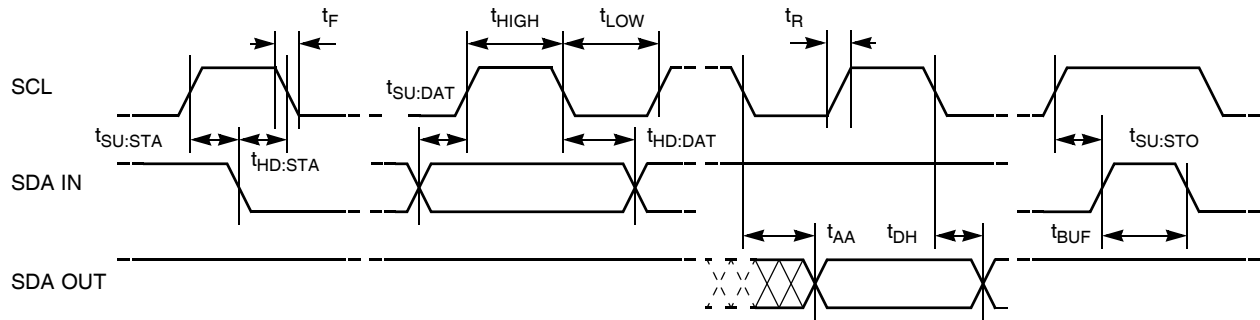 tF
tHIGH
tLOW
tR
SCL
tSU:DAT
tSU:STA
tHD:STA
tHD:DAT
tSU:STO
SDA IN
tAA
tDH
tBUF
SDA OUT